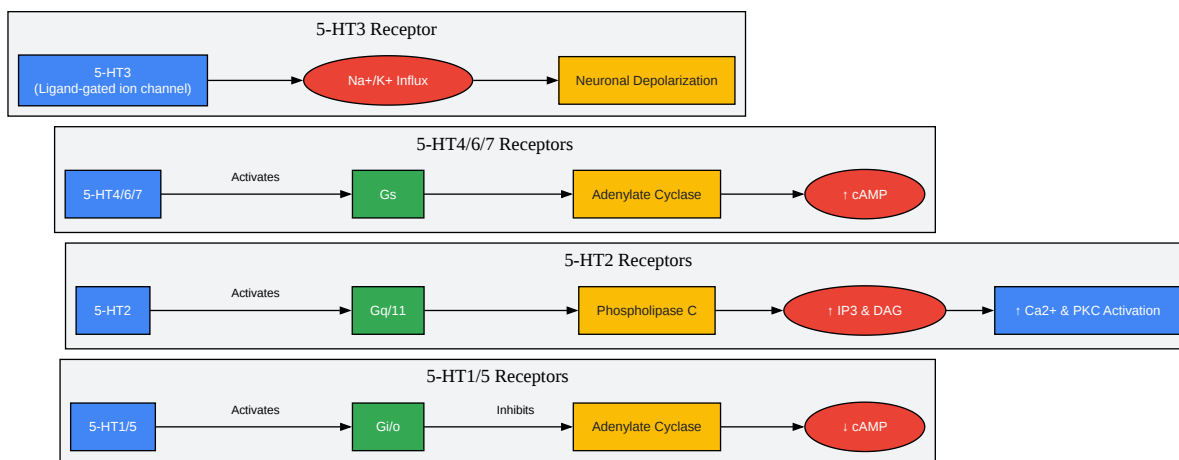 5-HT3 Receptor
5-HT3
(Ligand-gated ion channel)
Na+/K+ Influx
Neuronal Depolarization
5-HT4/6/7 Receptors
5-HT4/6/7
Activates
Gs
Adenylate Cyclase
↑ cAMP
5-HT2 Receptors
5-HT2
Activates
Gq/11
Phospholipase C
↑ IP3 & DAG
↑ Ca2+ & PKC Activation
5-HT1/5 Receptors
5-HT1/5
Activates
Gi/o
Inhibits
Adenylate Cyclase
↓ cAMP